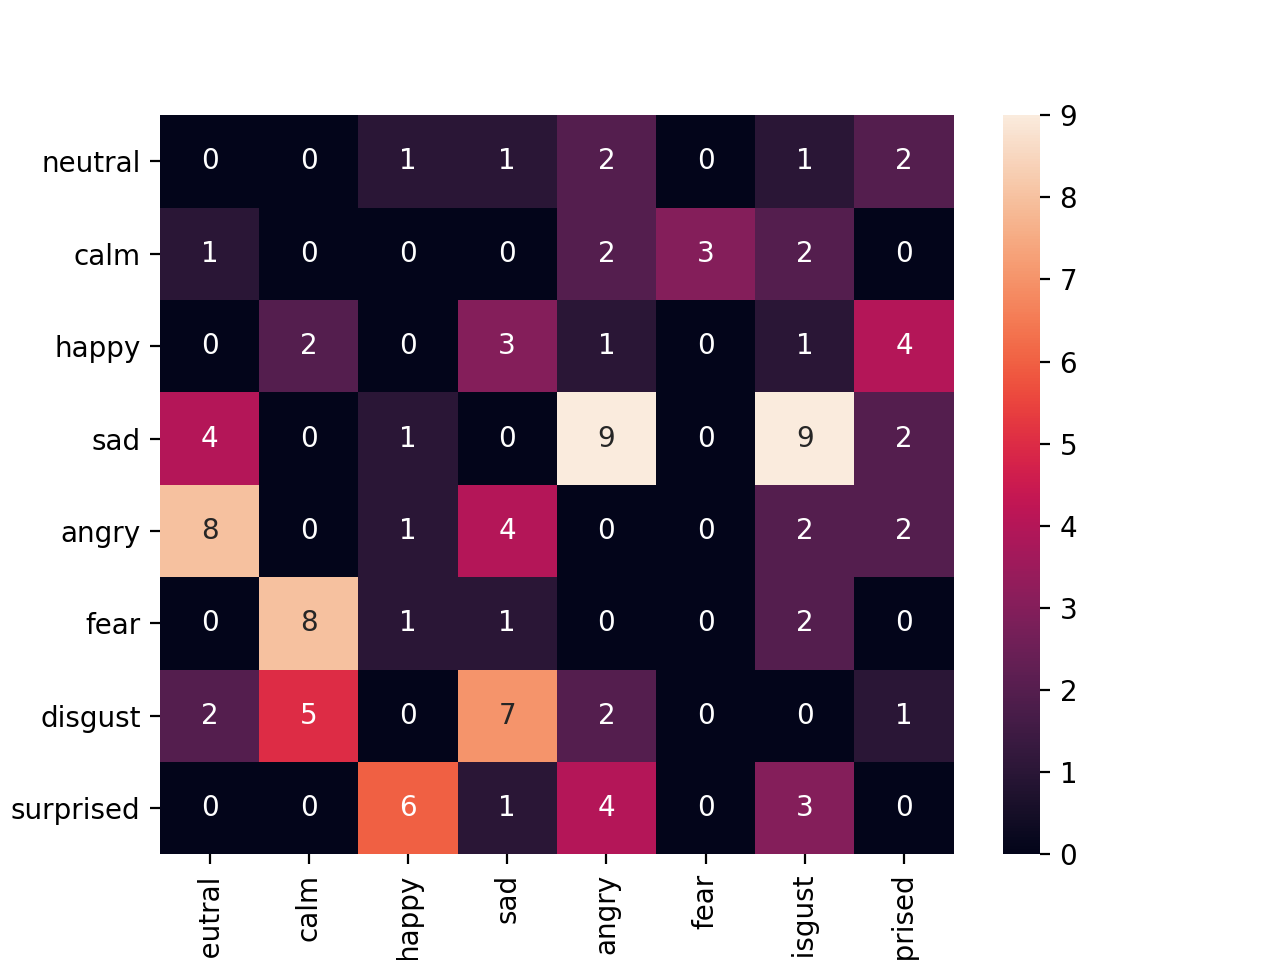 neutral 0 0 1 1 2 0 1 2
calm 1 0 0 0 2 3 2 0
happy 0 2 0 3 1 0 1 4
sad 4 0 1 0 9 0 9 2
angry 8 0 1 4 0 0 2 2
fear 0 8 1 1 0 0 2 0
disgust 2 5 0 7 2 0 0 1
surprised 0 0 6 1 4 0 3 0
eutral calm happy sad angry fear isgust prised
9
8
7
6
5
4
3
2
1
0